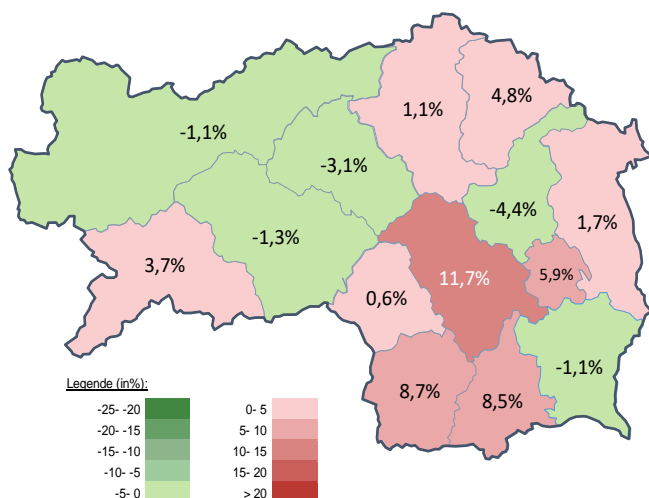 4,8%
1,1%
-1,1%
-3,1%
-4,4%
1,7%
-1,3%
3,7%
11,7%
5,9%
0,6%
-1,1%
8,7%
8,5%
Legende (in%):
-25- -20 0- 5
-20- -15 5- 10
-15- -10 10- 15
-10- -5 15- 20
-5- 0 > 20